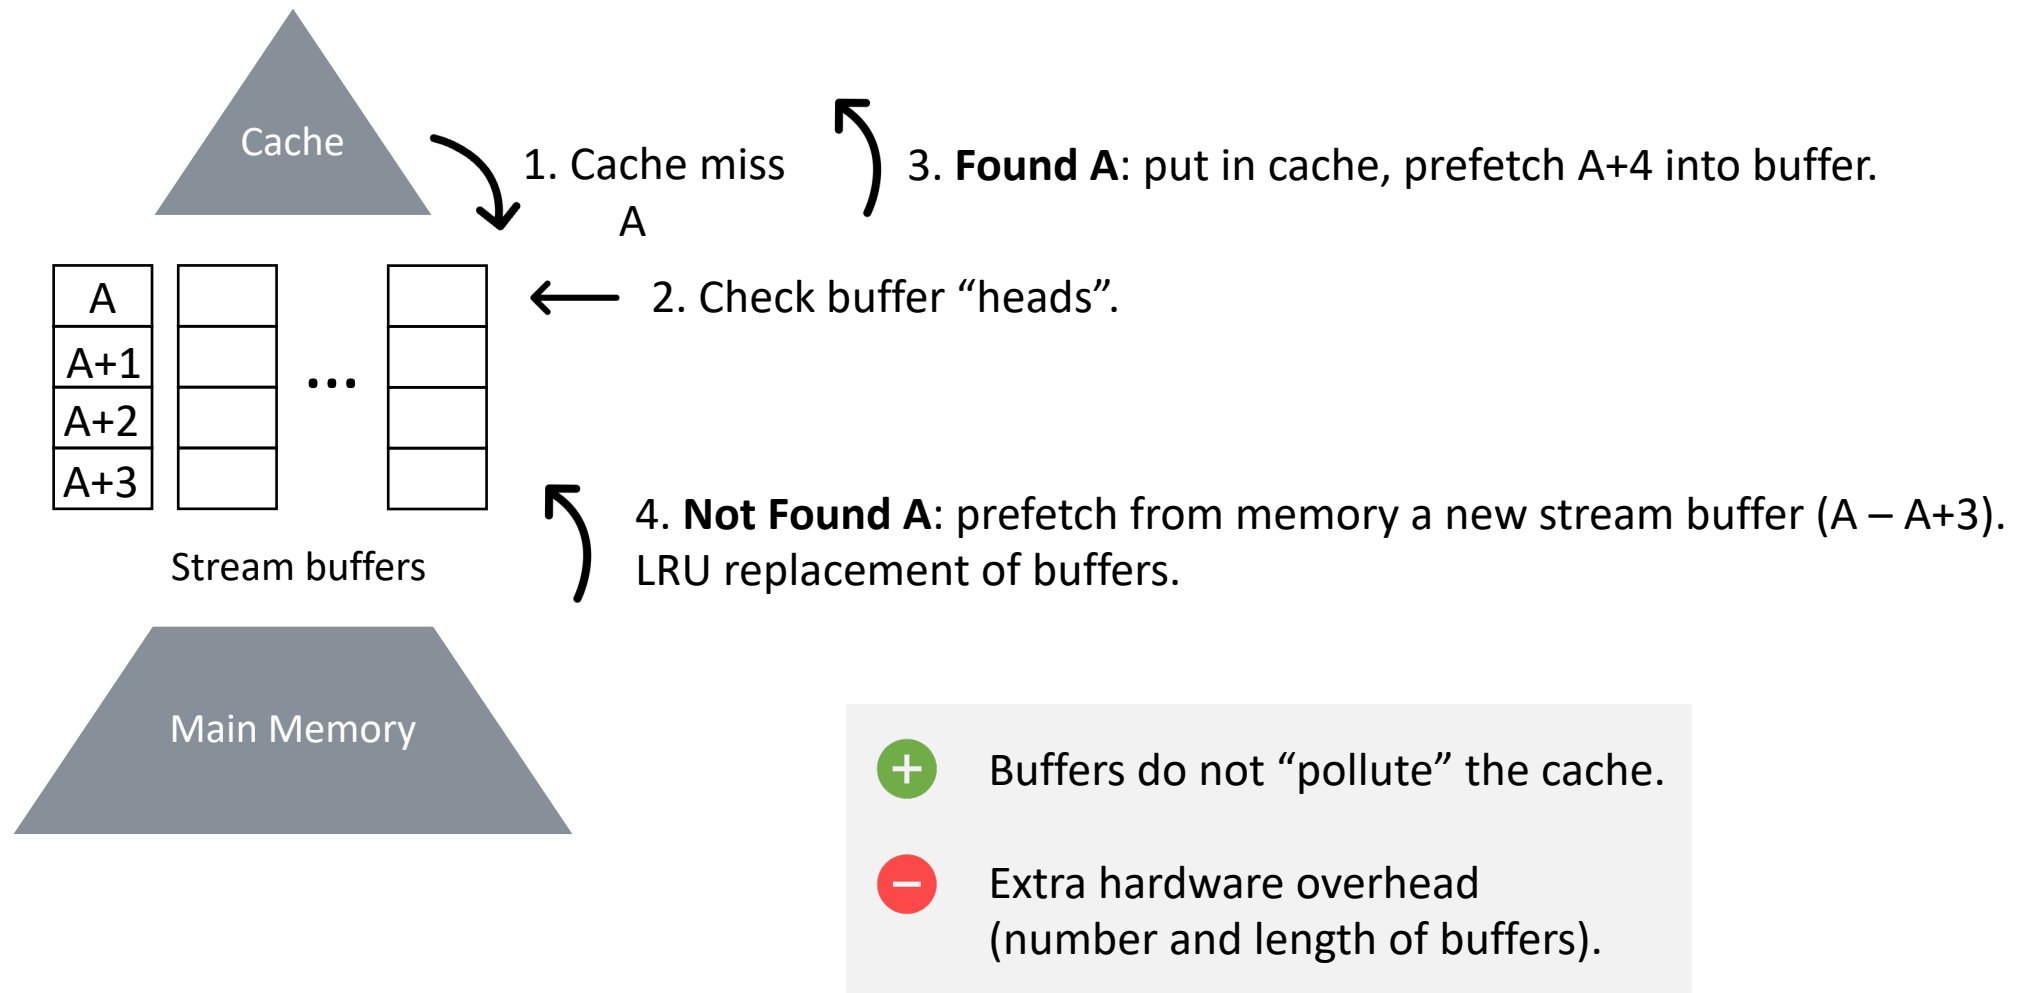 Cache
1. Cache miss
A
3. Found A: put in cache, prefetch A+4 into buffer.
2. Check buffer “heads”.
A
A+1
A+2
A+3
...
Stream buffers
4. Not Found A: prefetch from memory a new stream buffer (A – A+3).
LRU replacement of buffers.
Main Memory
+
Buffers do not “pollute” the cache.
–
Extra hardware overhead
(number and length of buffers).